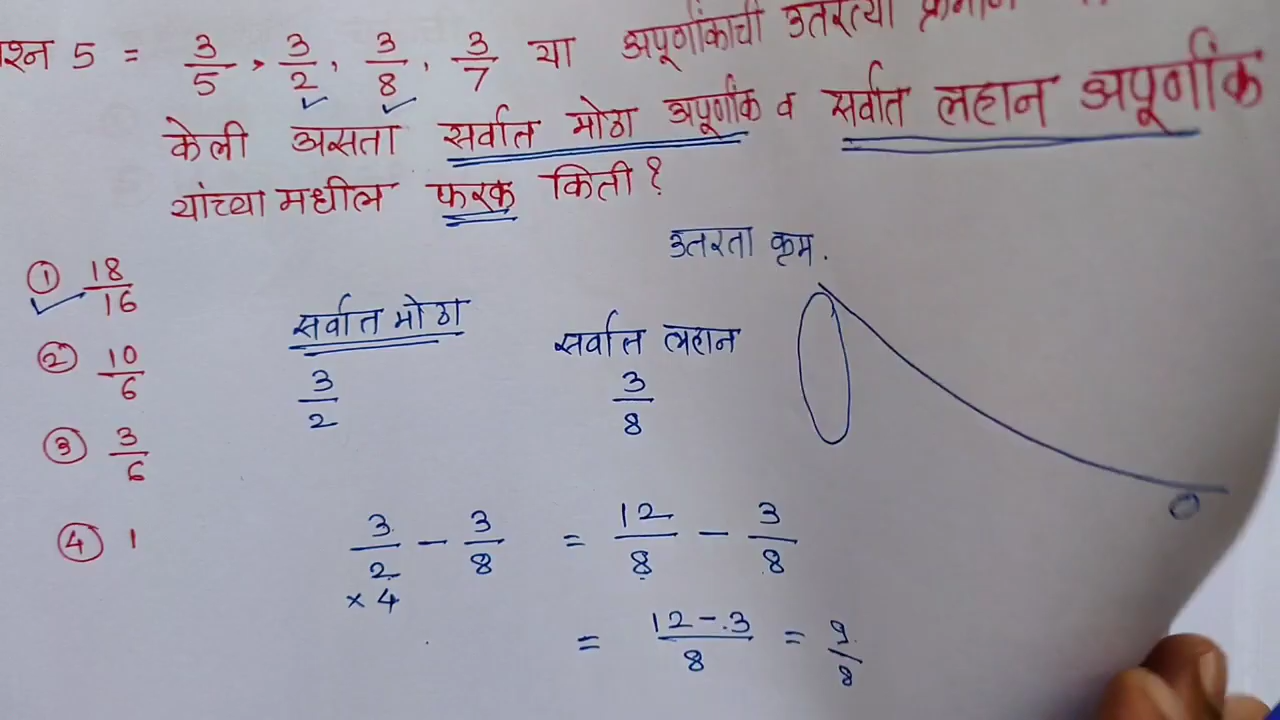 प्रश्न 5 = 3/5, 3/2, 3/8, 3/7 या अपूर्णांकाची उतरत्या
केली असता सर्वात मोठा अपूर्णांक व सर्वात लहान अपूर्णांक
यांच्या मधील फरक किती?
उतरता क्रम.
① 18/16
② 10/6
③ 3/6
④ 1
सर्वात मोठा सर्वात लहान
3/2 3/8
3/2 - 3/8 = 12/8 - 3/8
× 4
= 12-3/8 = 9/8